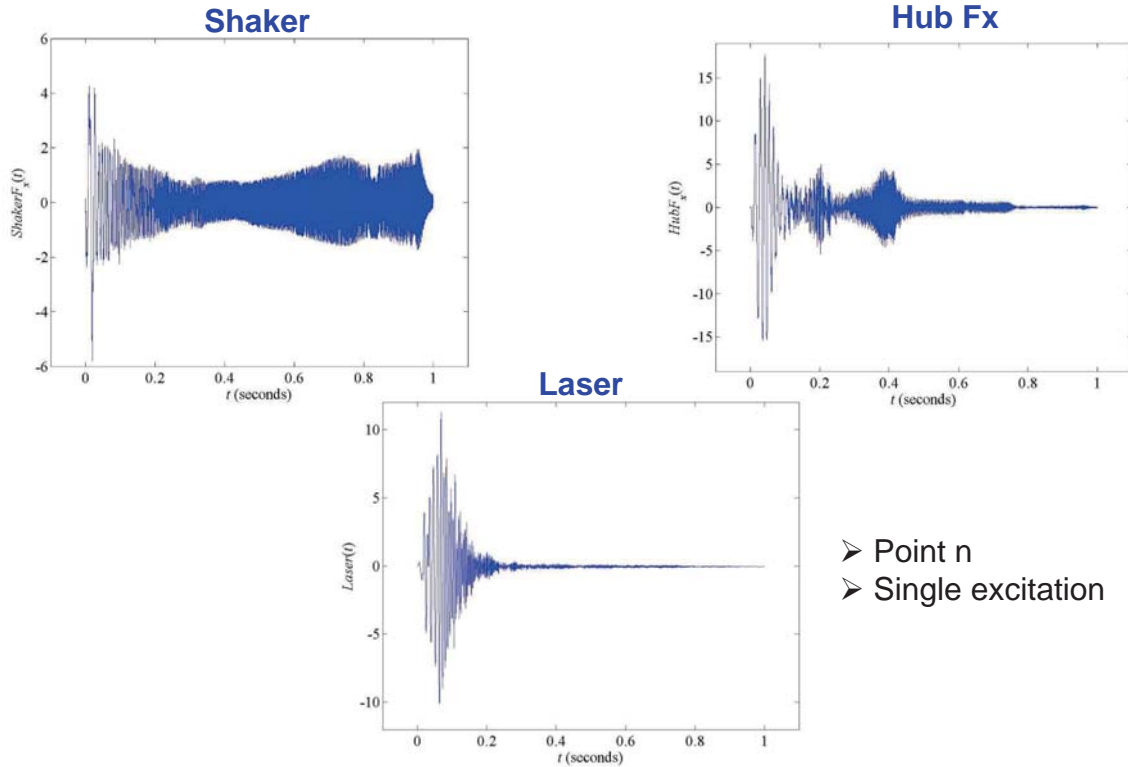 Shaker
6
4
2
0
-2
-4
-6
ShakerFx(t)
0 0.2 0.4 0.6 0.8 1
t (seconds)
Hub Fx
15
10
5
0
-5
-10
-15
HubFx(t)
0 0.2 0.4 0.6 0.8 1
t (seconds)
Laser
10
5
0
-5
-10
Laser(t)
0 0.2 0.4 0.6 0.8 1
t (seconds)
➢ Point n
➢ Single excitation